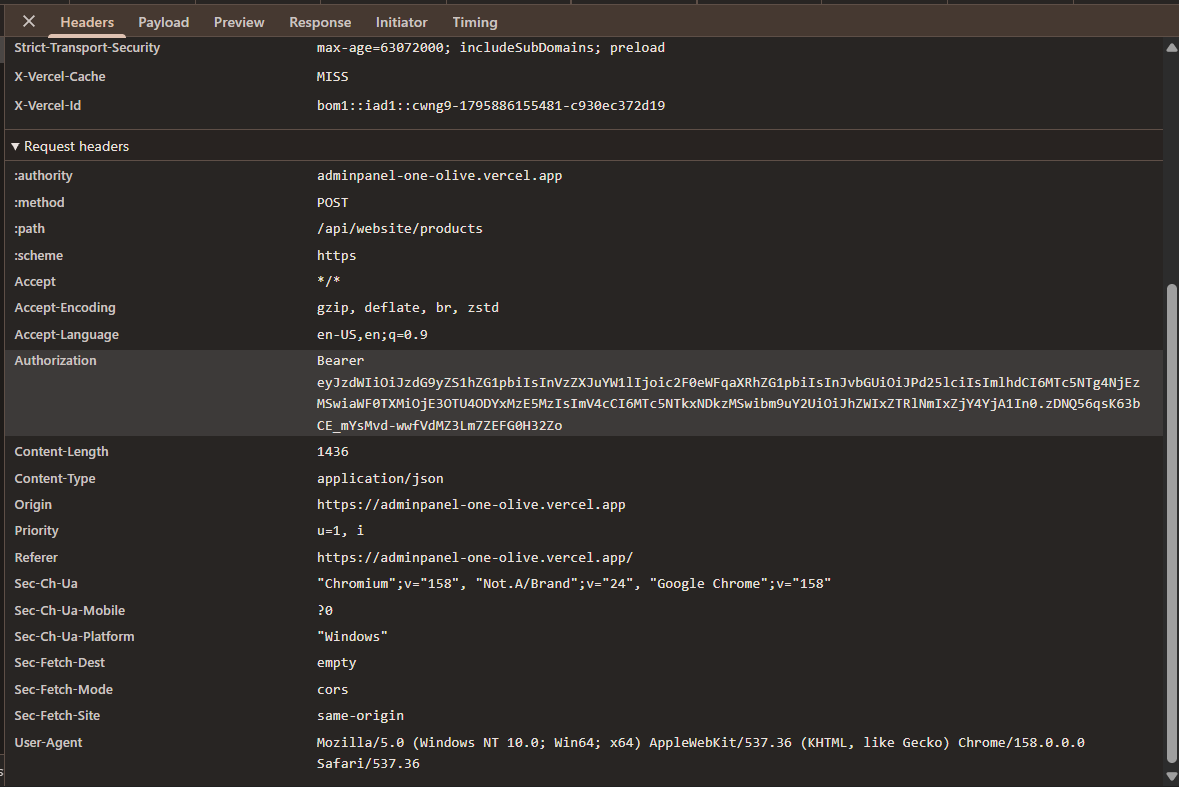 Headers Payload Preview Response Initiator Timing
Strict-Transport-Security max-age=63072000; includeSubDomains; preload
X-Vercel-Cache MISS
X-Vercel-Id bom1::iad1::cwng9-1795886155481-c930ec372d19
Request headers
:authority adminpanel-one-olive.vercel.app
:method POST
:path /api/website/products
:scheme https
Accept */*
Accept-Encoding gzip, deflate, br, zstd
Accept-Language en-US,en;q=0.9
Authorization Bearer
eyJzdWIiOiJzdG9yZS1hZG1pbiIsInVzZXJuYW1lIjoic2F0eWFqaXRhZG1pbiIsInJvbGUiOiJPd25lciIsImlhdCI6MTc5NTg4NjEz
MSwiaWF0TXMiOjE3OTU4ODYxMzE5MzIsImV4cCI6MTc5NTkxNDkzMSwibm9uY2UiOiJhZWIxZTRlNmIxZjY4YjA1In0.zDNQ56qsK63b
CE_mYsMvd-wwfVdMZ3Lm7ZEFG0H32Zo
Content-Length 1436
Content-Type application/json
Origin https://adminpanel-one-olive.vercel.app
Priority u=1, i
Referer https://adminpanel-one-olive.vercel.app/
Sec-Ch-Ua "Chromium";v="158", "Not.A/Brand";v="24", "Google Chrome";v="158"
Sec-Ch-Ua-Mobile ?0
Sec-Ch-Ua-Platform "Windows"
Sec-Fetch-Dest empty
Sec-Fetch-Mode cors
Sec-Fetch-Site same-origin
User-Agent Mozilla/5.0 (Windows NT 10.0; Win64; x64) AppleWebKit/537.36 (KHTML, like Gecko) Chrome/158.0.0.0
Safari/537.36